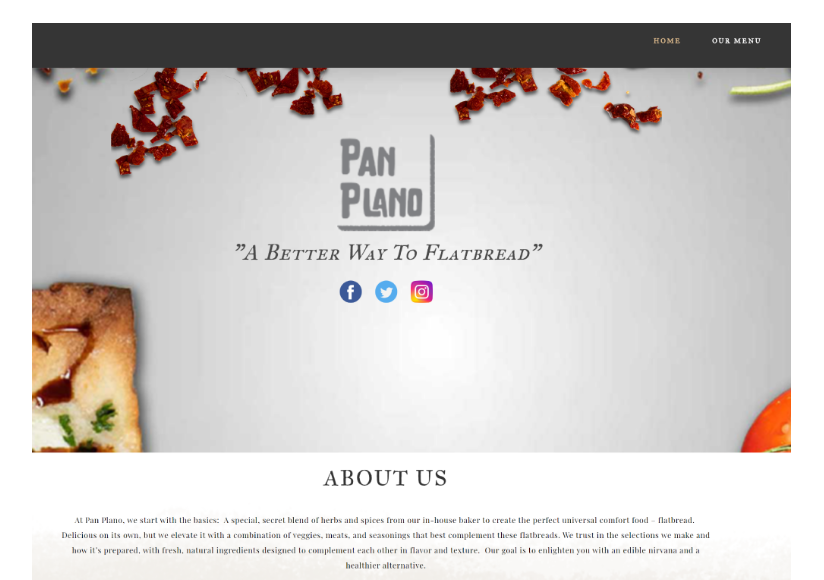 HOME OUR MENU
PAN
PLANO
"A BETTER WAY TO FLATBREAD"
ABOUT US
At Pan Plano, we start with the basics: A special, secret blend of herbs and spices from our in-house baker to create the perfect universal comfort food – flatbread.
Delicious on its own, but we elevate it with a combination of veggies, meats, and seasonings that best complement these flatbreads. We trust in the selections we make and
how it's prepared, with fresh, natural ingredients designed to complement each other in flavor and texture. Our goal is to enlighten you with an edible nirvana and a
healthier alternative.